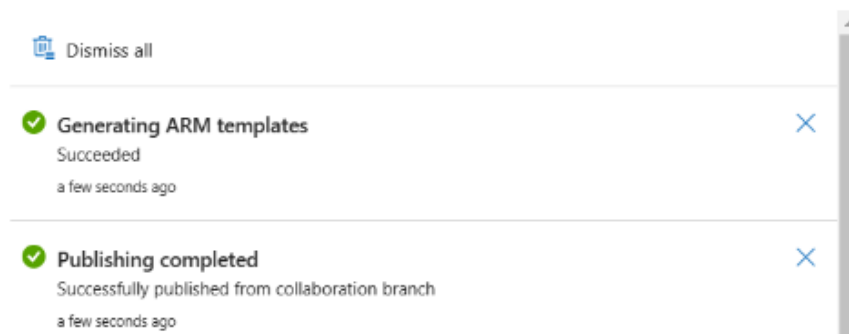 Dismiss all
Generating ARM templates
Succeeded
a few seconds ago
Publishing completed
Successfully published from collaboration branch
a few seconds ago